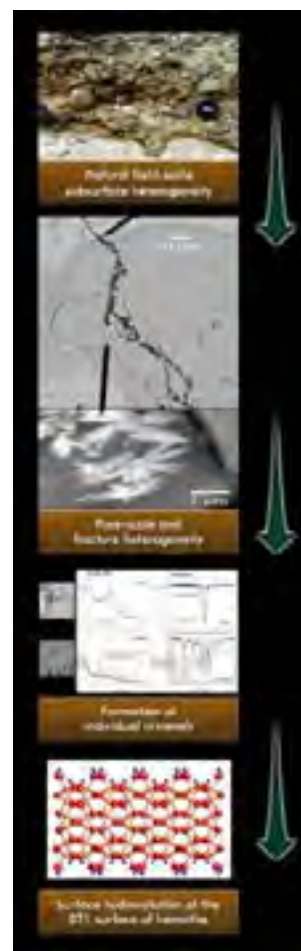 Natural field-scale
subsurface heterogeneity
Pore-scale and
fracture heterogeneity
Formation of
individual minerals
Surface hydroxylation of the
surface of hematite